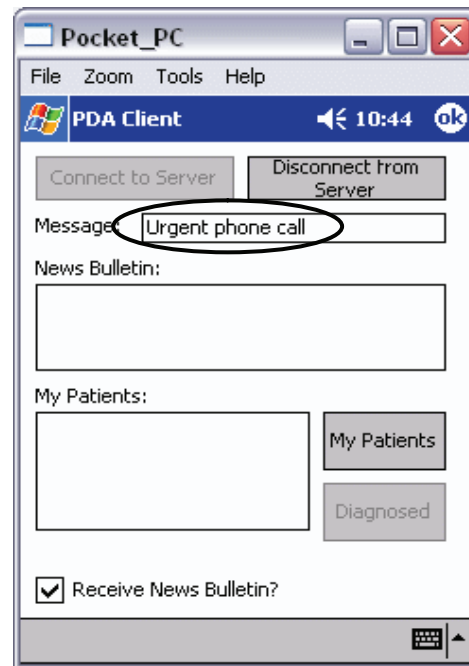 Pocket_PC
File Zoom Tools Help
PDA Client 10:44 ok
Connect to Server Disconnect from Server
Message: Urgent phone call
News Bulletin:
My Patients:
My Patients
Diagnosed
Receive News Bulletin?